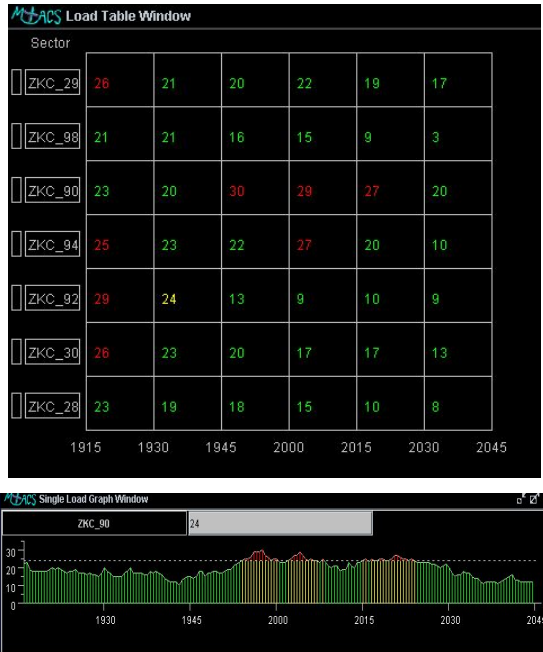 MTACS Load Table Window
Sector
ZKC_29 26 21 20 22 19 17
ZKC_98 21 21 16 15 9 3
ZKC_90 23 20 30 29 27 20
ZKC_94 25 23 22 27 20 10
ZKC_92 29 24 13 9 10 9
ZKC_30 26 23 20 17 17 13
ZKC_28 23 19 18 15 10 8
1915 1930 1945 2000 2015 2030 2045
MTACS Single Load Graph Window
ZKC_90 24
30
20
10
0
1930 1945 2000 2015 2030 204